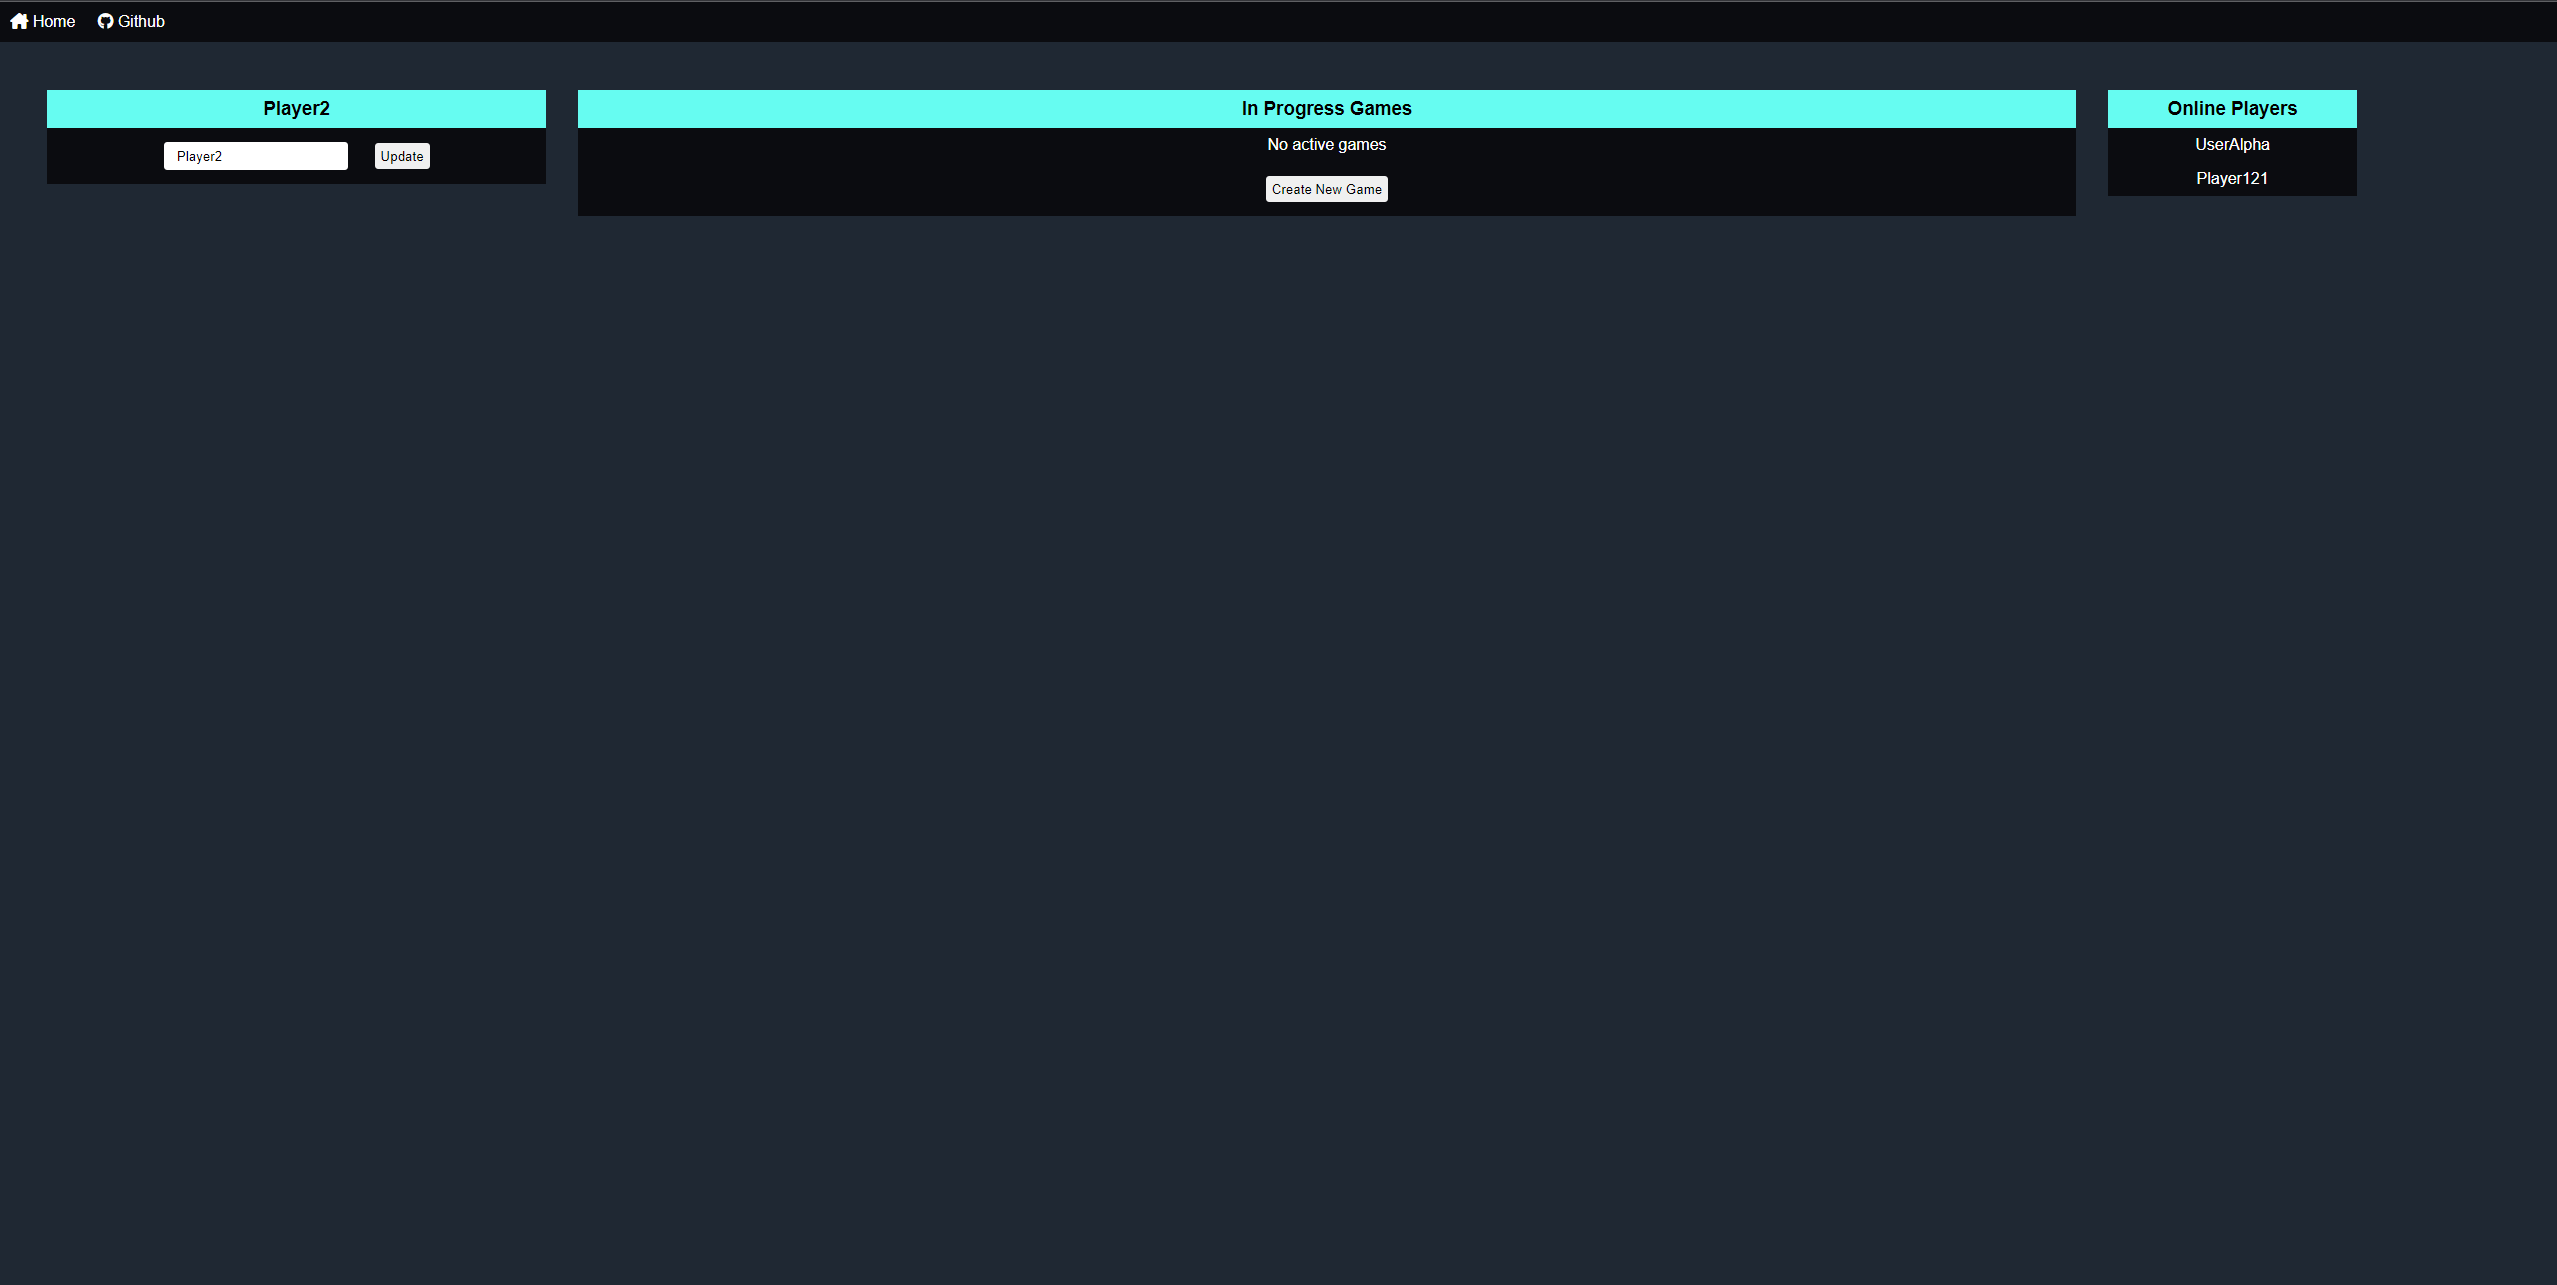 Home Github
Player2
Player2 Update
In Progress Games
No active games
Create New Game
Online Players
UserAlpha
Player121